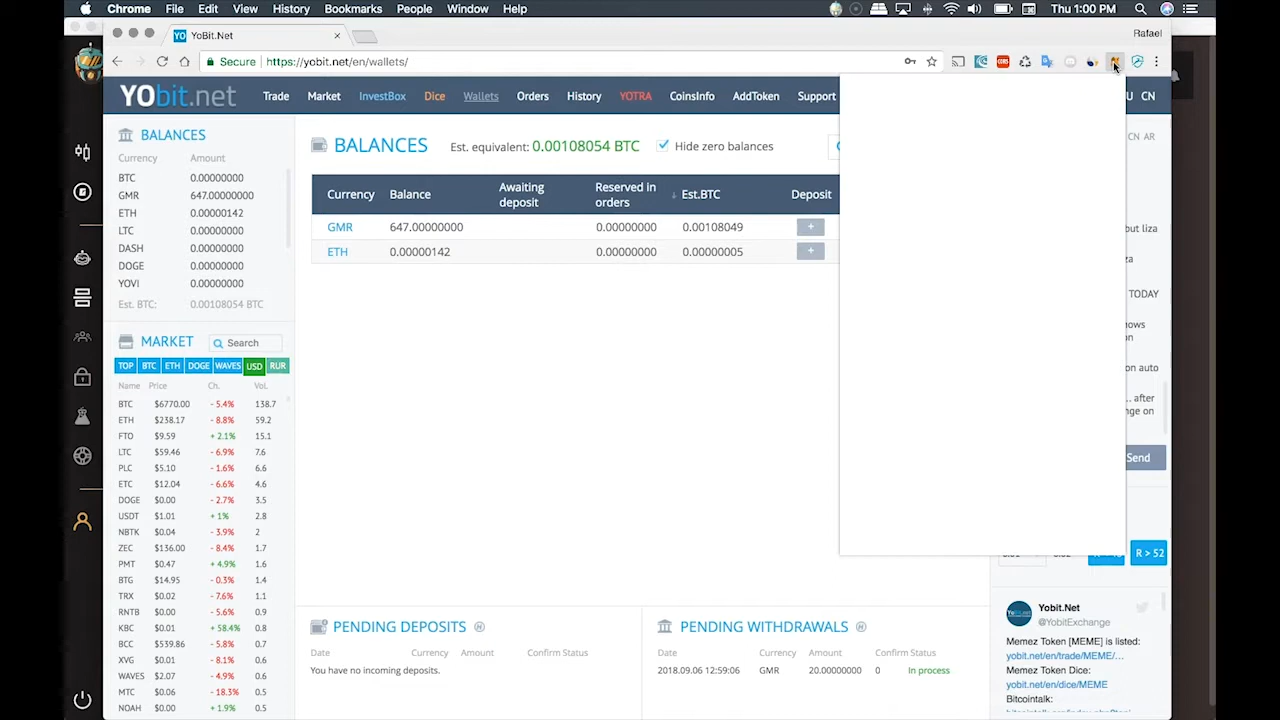 Chrome File Edit View History Bookmarks People Window Help Thu 1:00 PM
YO YoBit.Net Rafael
Secure https://yobit.net/en/wallets/ CORS
YObit.net Trade Market InvestBox Dice Wallets Orders History YOTRA CoinsInfo AddToken Support U CN
BALANCES
Currency Amount
BTC 0.00000000
GMR 647.00000000
ETH 0.00000142
LTC 0.00000000
DASH 0.00000000
DOGE 0.00000000
YOVI 0.00000000
Est. BTC: 0.00108054 BTC
MARKET Search
TOP BTC ETH DOGE WAVES USD RUR
Name Price Ch. Vol.
BTC $6770.00 - 5.4% 138.7
ETH $238.17 - 8.8% 59.2
FTO $9.59 + 2.1% 15.1
LTC $59.46 - 6.9% 7.6
PLC $5.10 - 1.6% 6.6
ETC $12.04 - 6.6% 4.6
DOGE $0.00 - 2.7% 3.5
USDT $1.01 + 1% 2.8
NBTK $0.04 - 3.9% 2
ZEC $136.00 - 8.4% 1.7
PMT $0.47 + 4.9% 1.6
BTG $14.95 - 0.3% 1.4
TRX $0.02 - 7.6% 1.1
RNTB $0.00 - 5.6% 0.9
KBC $0.01 + 58.4% 0.8
BCC $539.86 - 5.8% 0.7
XVG $0.01 - 8.1% 0.6
WAVES $2.07 - 4.9% 0.6
MTC $0.06 - 18.3% 0.5
NOAH $0.00 + 1.9% 0.5
BALANCES Est. equivalent: 0.00108054 BTC Hide zero balances
Currency Balance Awaiting deposit Reserved in orders Est.BTC Deposit
GMR 647.00000000 0.00000000 0.00108049 +
ETH 0.00000142 0.00000000 0.00000005 +
PENDING DEPOSITS
Date Currency Amount Confirm Status
You have no incoming deposits.
PENDING WITHDRAWALS
Date Currency Amount Confirm Status
2018.09.06 12:59:06 GMR 20.00000000 0 In process
CN AR
but liza
za
TODAY
on auto
... after
nge on
Send
R > 52
Yobit.Net
@YobitExchange
Memez Token [MEME] is listed:
yobit.net/en/trade/MEME/…
Memez Token Dice:
yobit.net/en/dice/MEME
Bitcointalk: